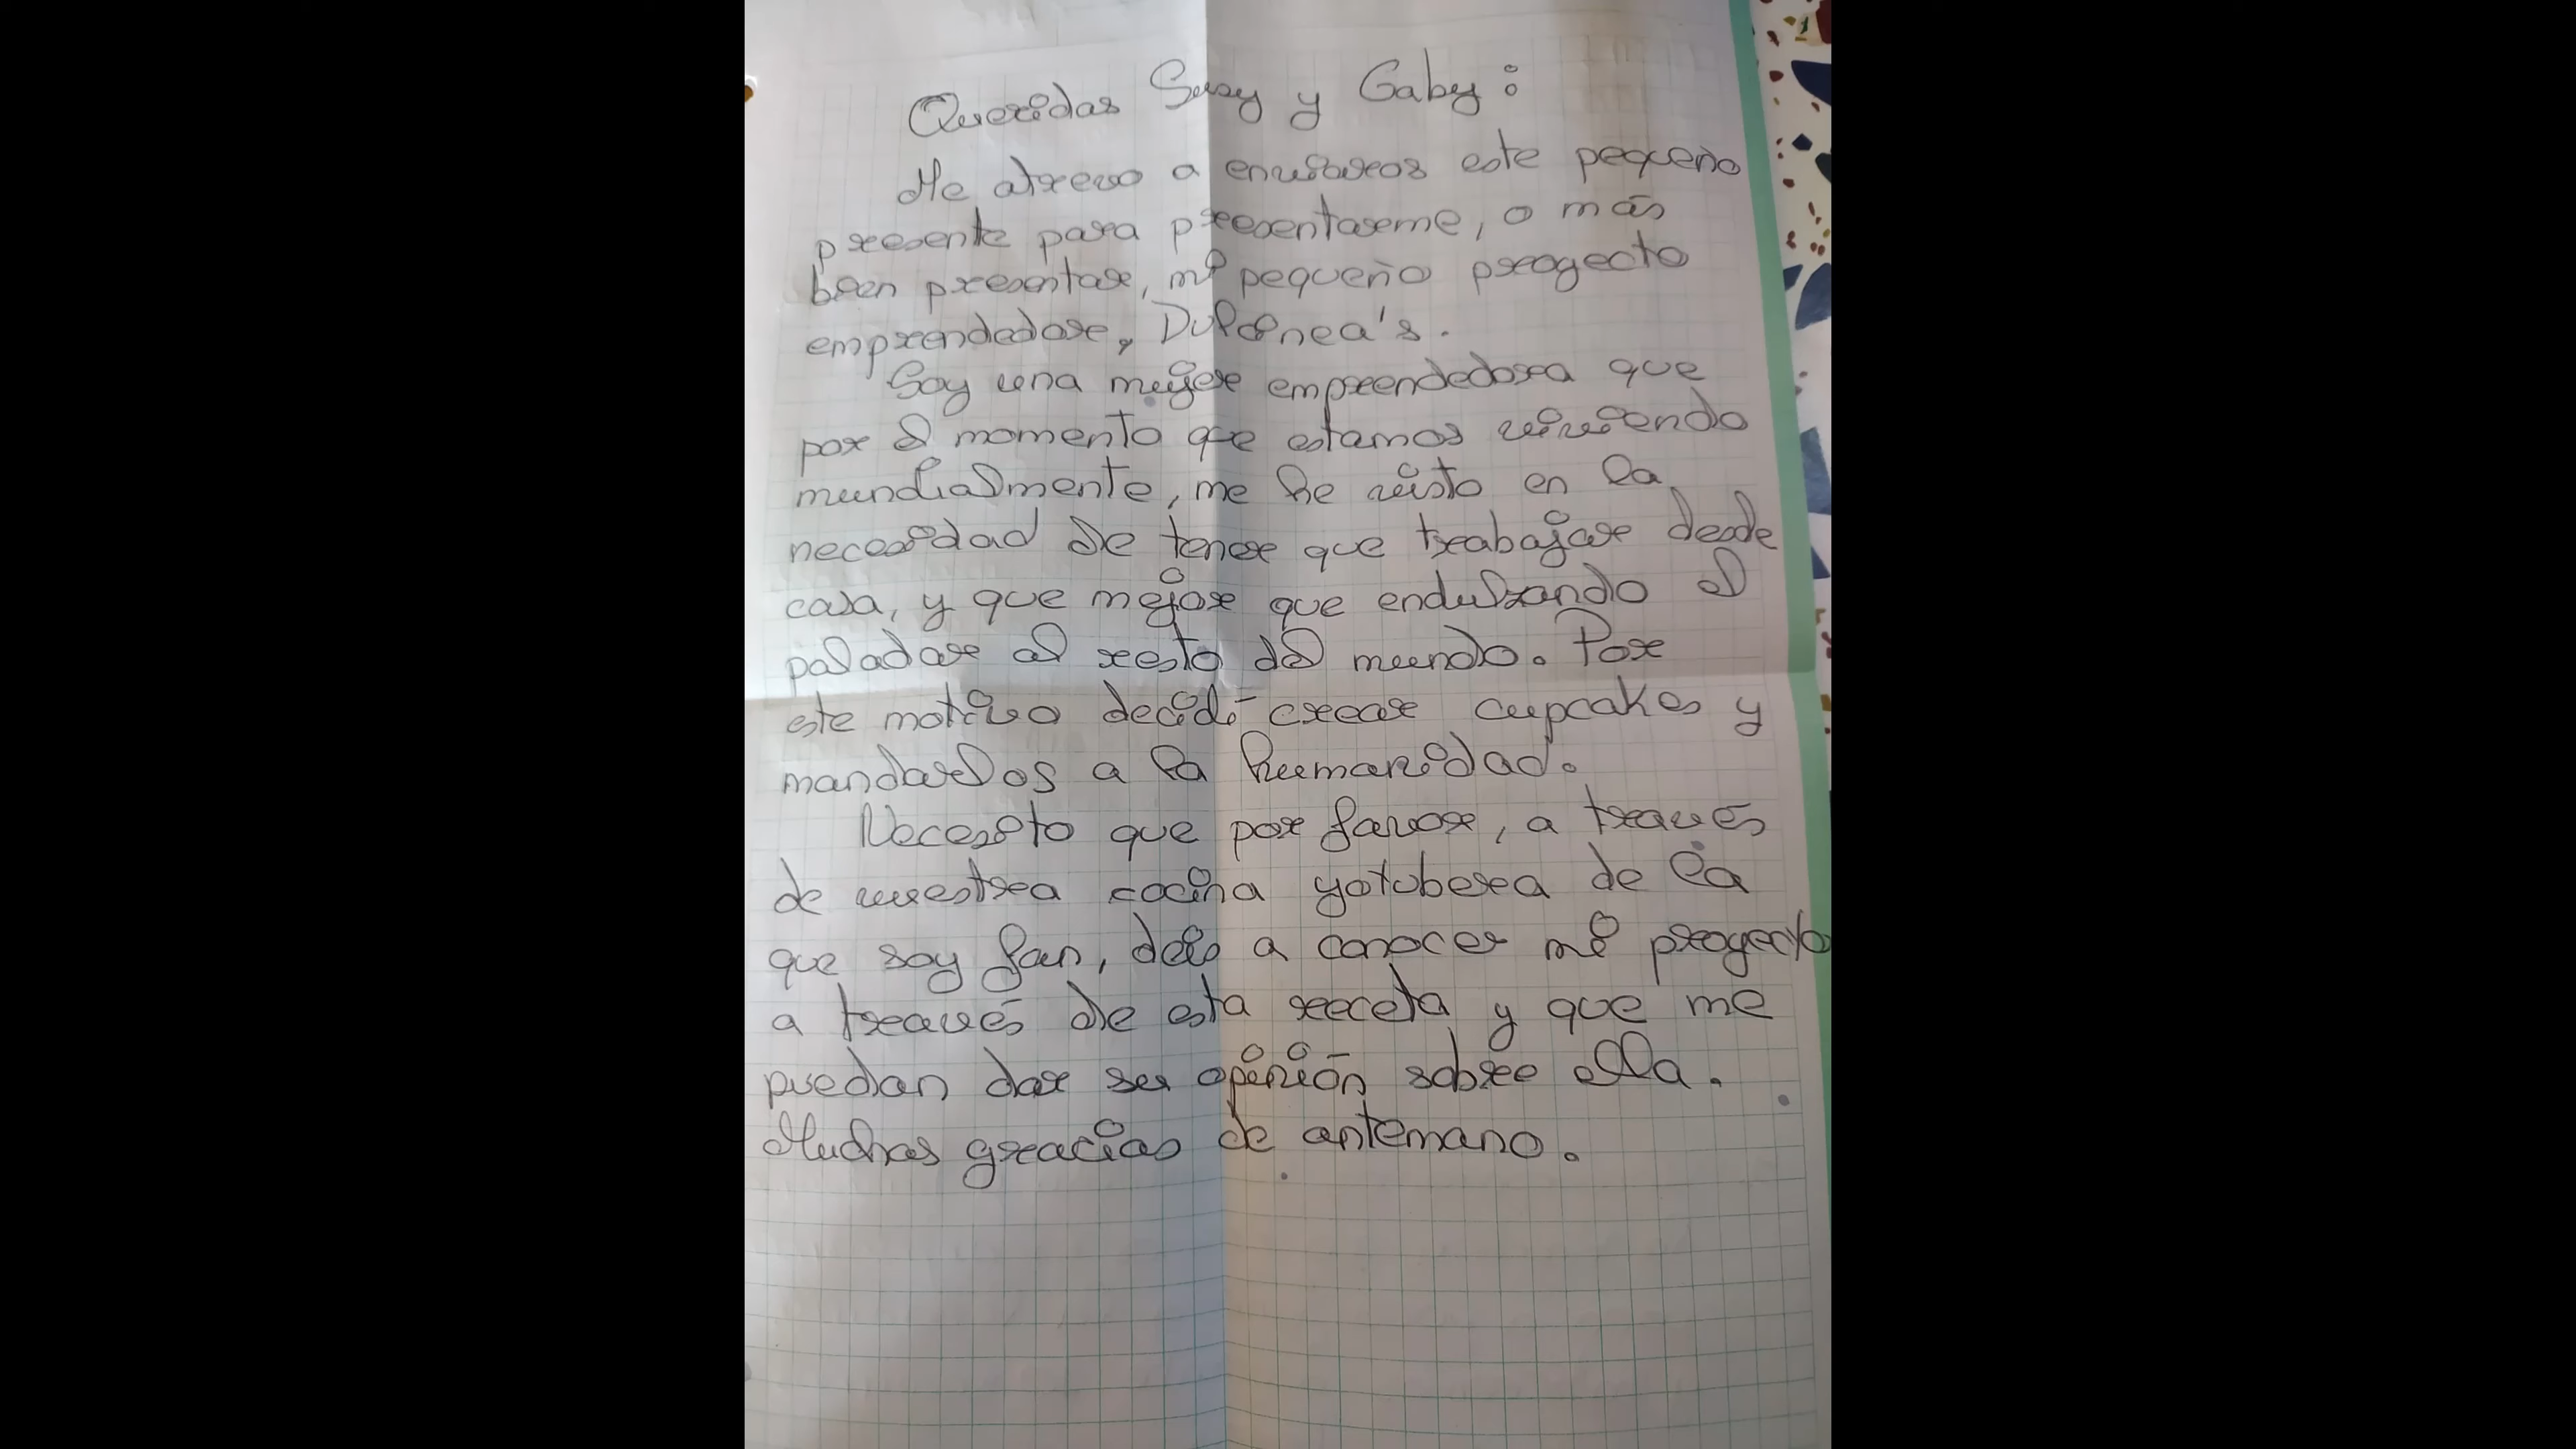 Queridas Susy y Gaby:
Me atrevo a enviaros este pequeño
presente para presentarme, o más
bien presentar, mi pequeño proyecto
emprendedor, Dulcinea's.
Soy una mujer emprendedora que
por el momento que estamos viviendo
mundialmente, me he visto en la
necesidad de tener que trabajar desde
casa, y que mejor que endulzando el
paladar al resto del mundo. Por
este motivo decidí crear cupcakes y
mandarlos a la humanidad.
Necesito que por favor, a través
de vuestra cocina yotubera de la
que soy fan, deis a conocer mi proyecto
a través de esta receta y que me
puedan dar su opinión sobre ella.
Muchas gracias de antemano.